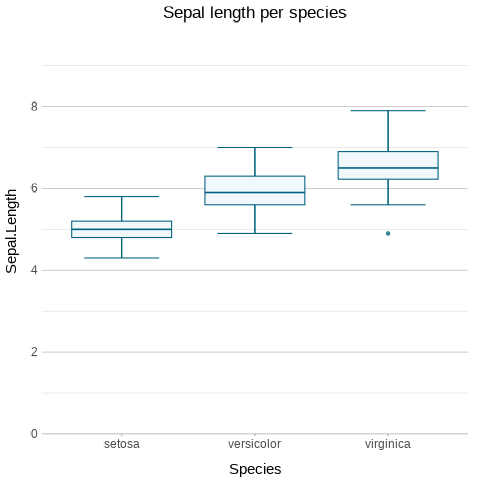 Sepal length per species
8
6
4
2
0
Sepal.Length
setosa versicolor virginica
Species